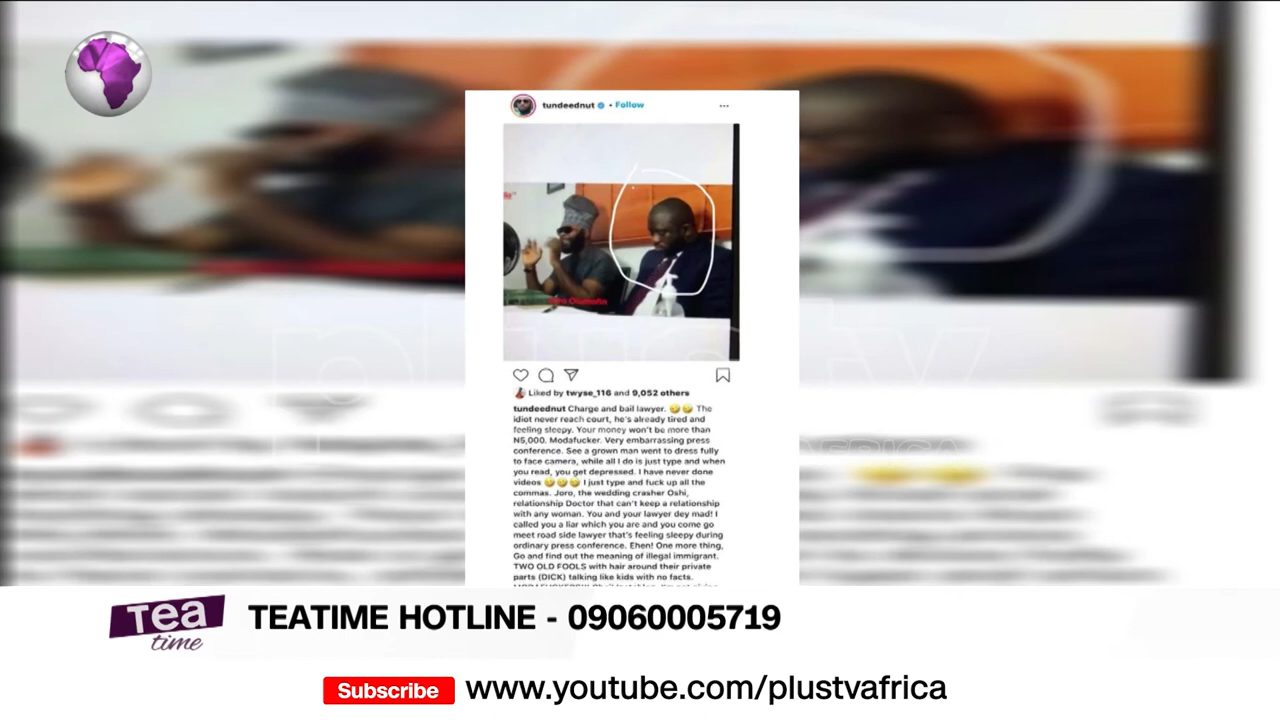 tundeednut • Follow
Joro Olumofin
Liked by twyse_116 and 9,052 others
tundeednut Charge and bail lawyer. 🤣🤣 The
idiot never reach court, he's already tired and
feeling sleepy. Your money won't be more than
N5,000. Modafucker. Very embarrassing press
conference. See a grown man went to dress fully
to face camera, while all I do is just type and when
you read, you get depressed. I have never done
videos 🤣🤣🤣 I just type and fuck up all the
commas. Joro, the wedding crasher Oshi,
relationship Doctor that can't keep a relationship
with any woman. You and your lawyer dey mad! I
called you a liar which you are and you come go
meet road side lawyer that's feeling sleepy during
ordinary press conference. Ehen! One more thing,
Go and find out the meaning of illegal immigrant.
TWO OLD FOOLS with hair around their private
parts (DICK) talking like kids with no facts.
plustv
AFRICA
Tea
time
TEATIME HOTLINE - 09060005719
Subscribe www.youtube.com/plustvafrica